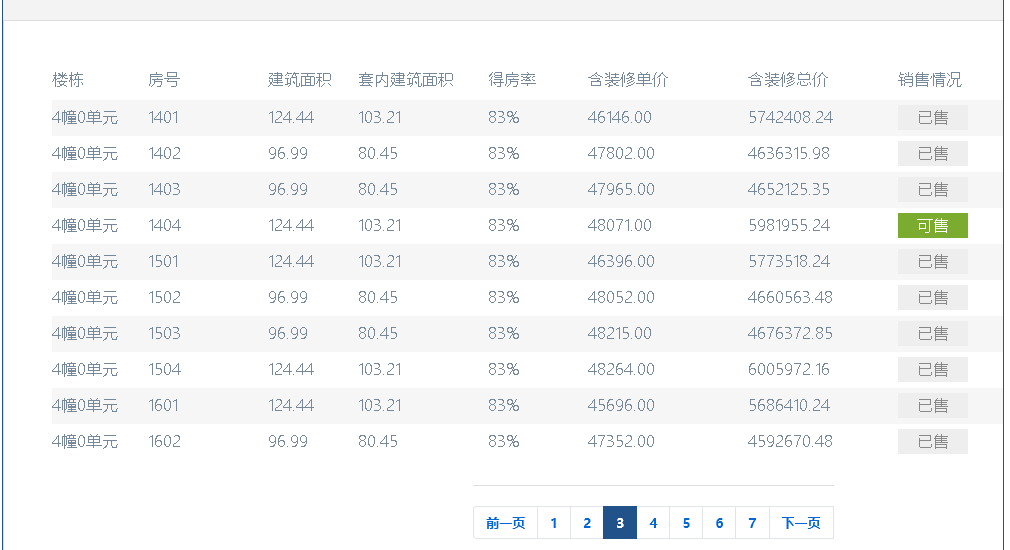 楼栋 房号 建筑面积 套内建筑面积 得房率 含装修单价 含装修总价 销售情况
4幢0单元 1401 124.44 103.21 83% 46146.00 5742408.24 已售
4幢0单元 1402 96.99 80.45 83% 47802.00 4636315.98 已售
4幢0单元 1403 96.99 80.45 83% 47965.00 4652125.35 已售
4幢0单元 1404 124.44 103.21 83% 48071.00 5981955.24 可售
4幢0单元 1501 124.44 103.21 83% 46396.00 5773518.24 已售
4幢0单元 1502 96.99 80.45 83% 48052.00 4660563.48 已售
4幢0单元 1503 96.99 80.45 83% 48215.00 4676372.85 已售
4幢0单元 1504 124.44 103.21 83% 48264.00 6005972.16 已售
4幢0单元 1601 124.44 103.21 83% 45696.00 5686410.24 已售
4幢0单元 1602 96.99 80.45 83% 47352.00 4592670.48 已售
前一页 1 2 3 4 5 6 7 下一页